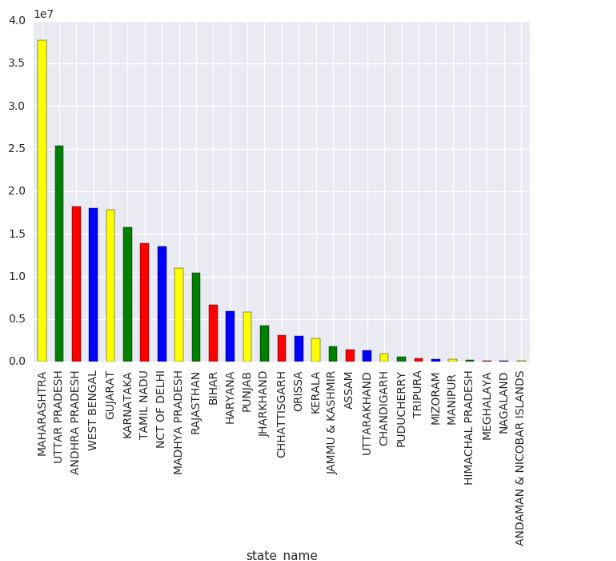 1e7
4.0
3.5
3.0
2.5
2.0
1.5
1.0
0.5
0.0
MAHARASHTRA
UTTAR PRADESH
ANDHRA PRADESH
WEST BENGAL
GUJARAT
KARNATAKA
TAMIL NADU
NCT OF DELHI
MADHYA PRADESH
RAJASTHAN
BIHAR
HARYANA
PUNJAB
JHARKHAND
CHHATTISGARH
ORISSA
KERALA
JAMMU & KASHMIR
ASSAM
UTTARAKHAND
CHANDIGARH
PUDUCHERRY
TRIPURA
MIZORAM
MANIPUR
HIMACHAL PRADESH
MEGHALAYA
NAGALAND
ANDAMAN & NICOBAR ISLANDS
state_name